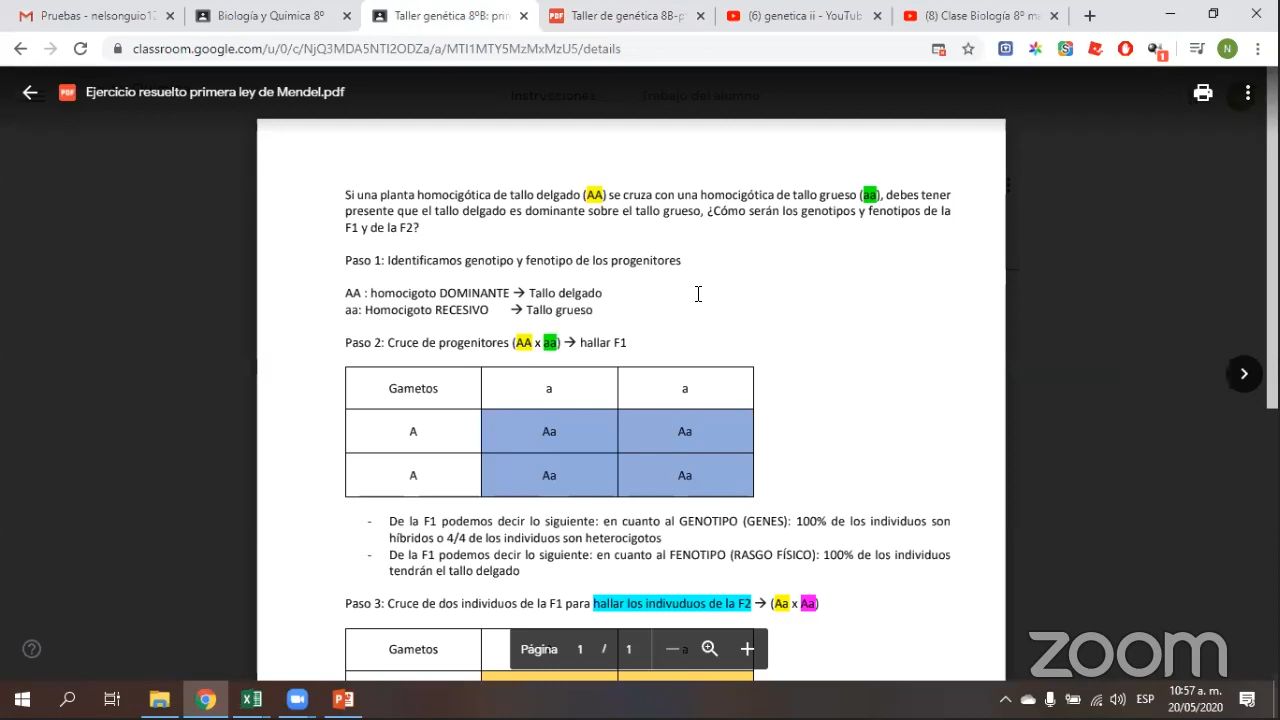 Pruebas - nelsonguio17
Biología y Química 8º
Taller genética 8ºB: prim
Taller de genética 8B-p
(6) genetica ii - YouTube
(8) Clase Biología 8º me
classroom.google.com/u/0/c/NjQ3MDA5NTI2ODZa/a/MTI1MTY5MzMxMzU5/details
N
PDF Ejercicio resuelto primera ley de Mendel.pdf
Instrucciones Trabajo del alumno
Si una planta homocigótica de tallo delgado (AA) se cruza con una homocigótica de tallo grueso (aa), debes tener
presente que el tallo delgado es dominante sobre el tallo grueso, ¿Cómo serán los genotipos y fenotipos de la
F1 y de la F2?
Paso 1: Identificamos genotipo y fenotipo de los progenitores
AA : homocigoto DOMINANTE → Tallo delgado
aa: Homocigoto RECESIVO → Tallo grueso
Paso 2: Cruce de progenitores (AA x aa) → hallar F1
Gametos a a
A Aa Aa
A Aa Aa
- De la F1 podemos decir lo siguiente: en cuanto al GENOTIPO (GENES): 100% de los individuos son
híbridos o 4/4 de los individuos son heterocigotos
- De la F1 podemos decir lo siguiente: en cuanto al FENOTIPO (RASGO FÍSICO): 100% de los individuos
tendrán el tallo delgado
Paso 3: Cruce de dos individuos de la F1 para hallar los indivuduos de la F2 → (Aa x Aa)
Gametos a
Página 1 / 1
zoom
ESP
10:57 a. m.
20/05/2020